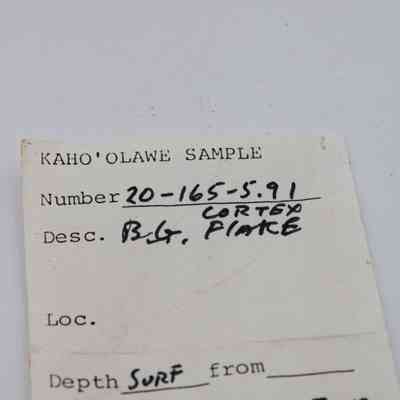 KAHO'OLAWE SAMPLE
Number 20-165-5.91
CORTEX
Desc. B.G. FLAKE
Loc.
Depth SURF from